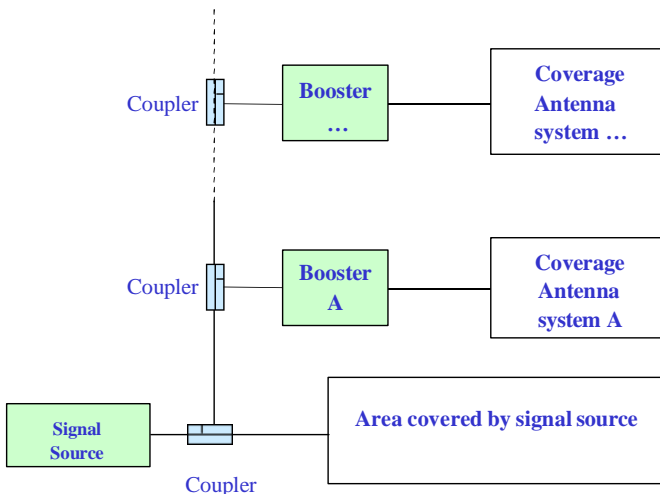 Coupler
Booster
…
Coverage
Antenna
system …
Coupler
Booster
A
Coverage
Antenna
system A
Signal
Source
Area covered by signal source
Coupler